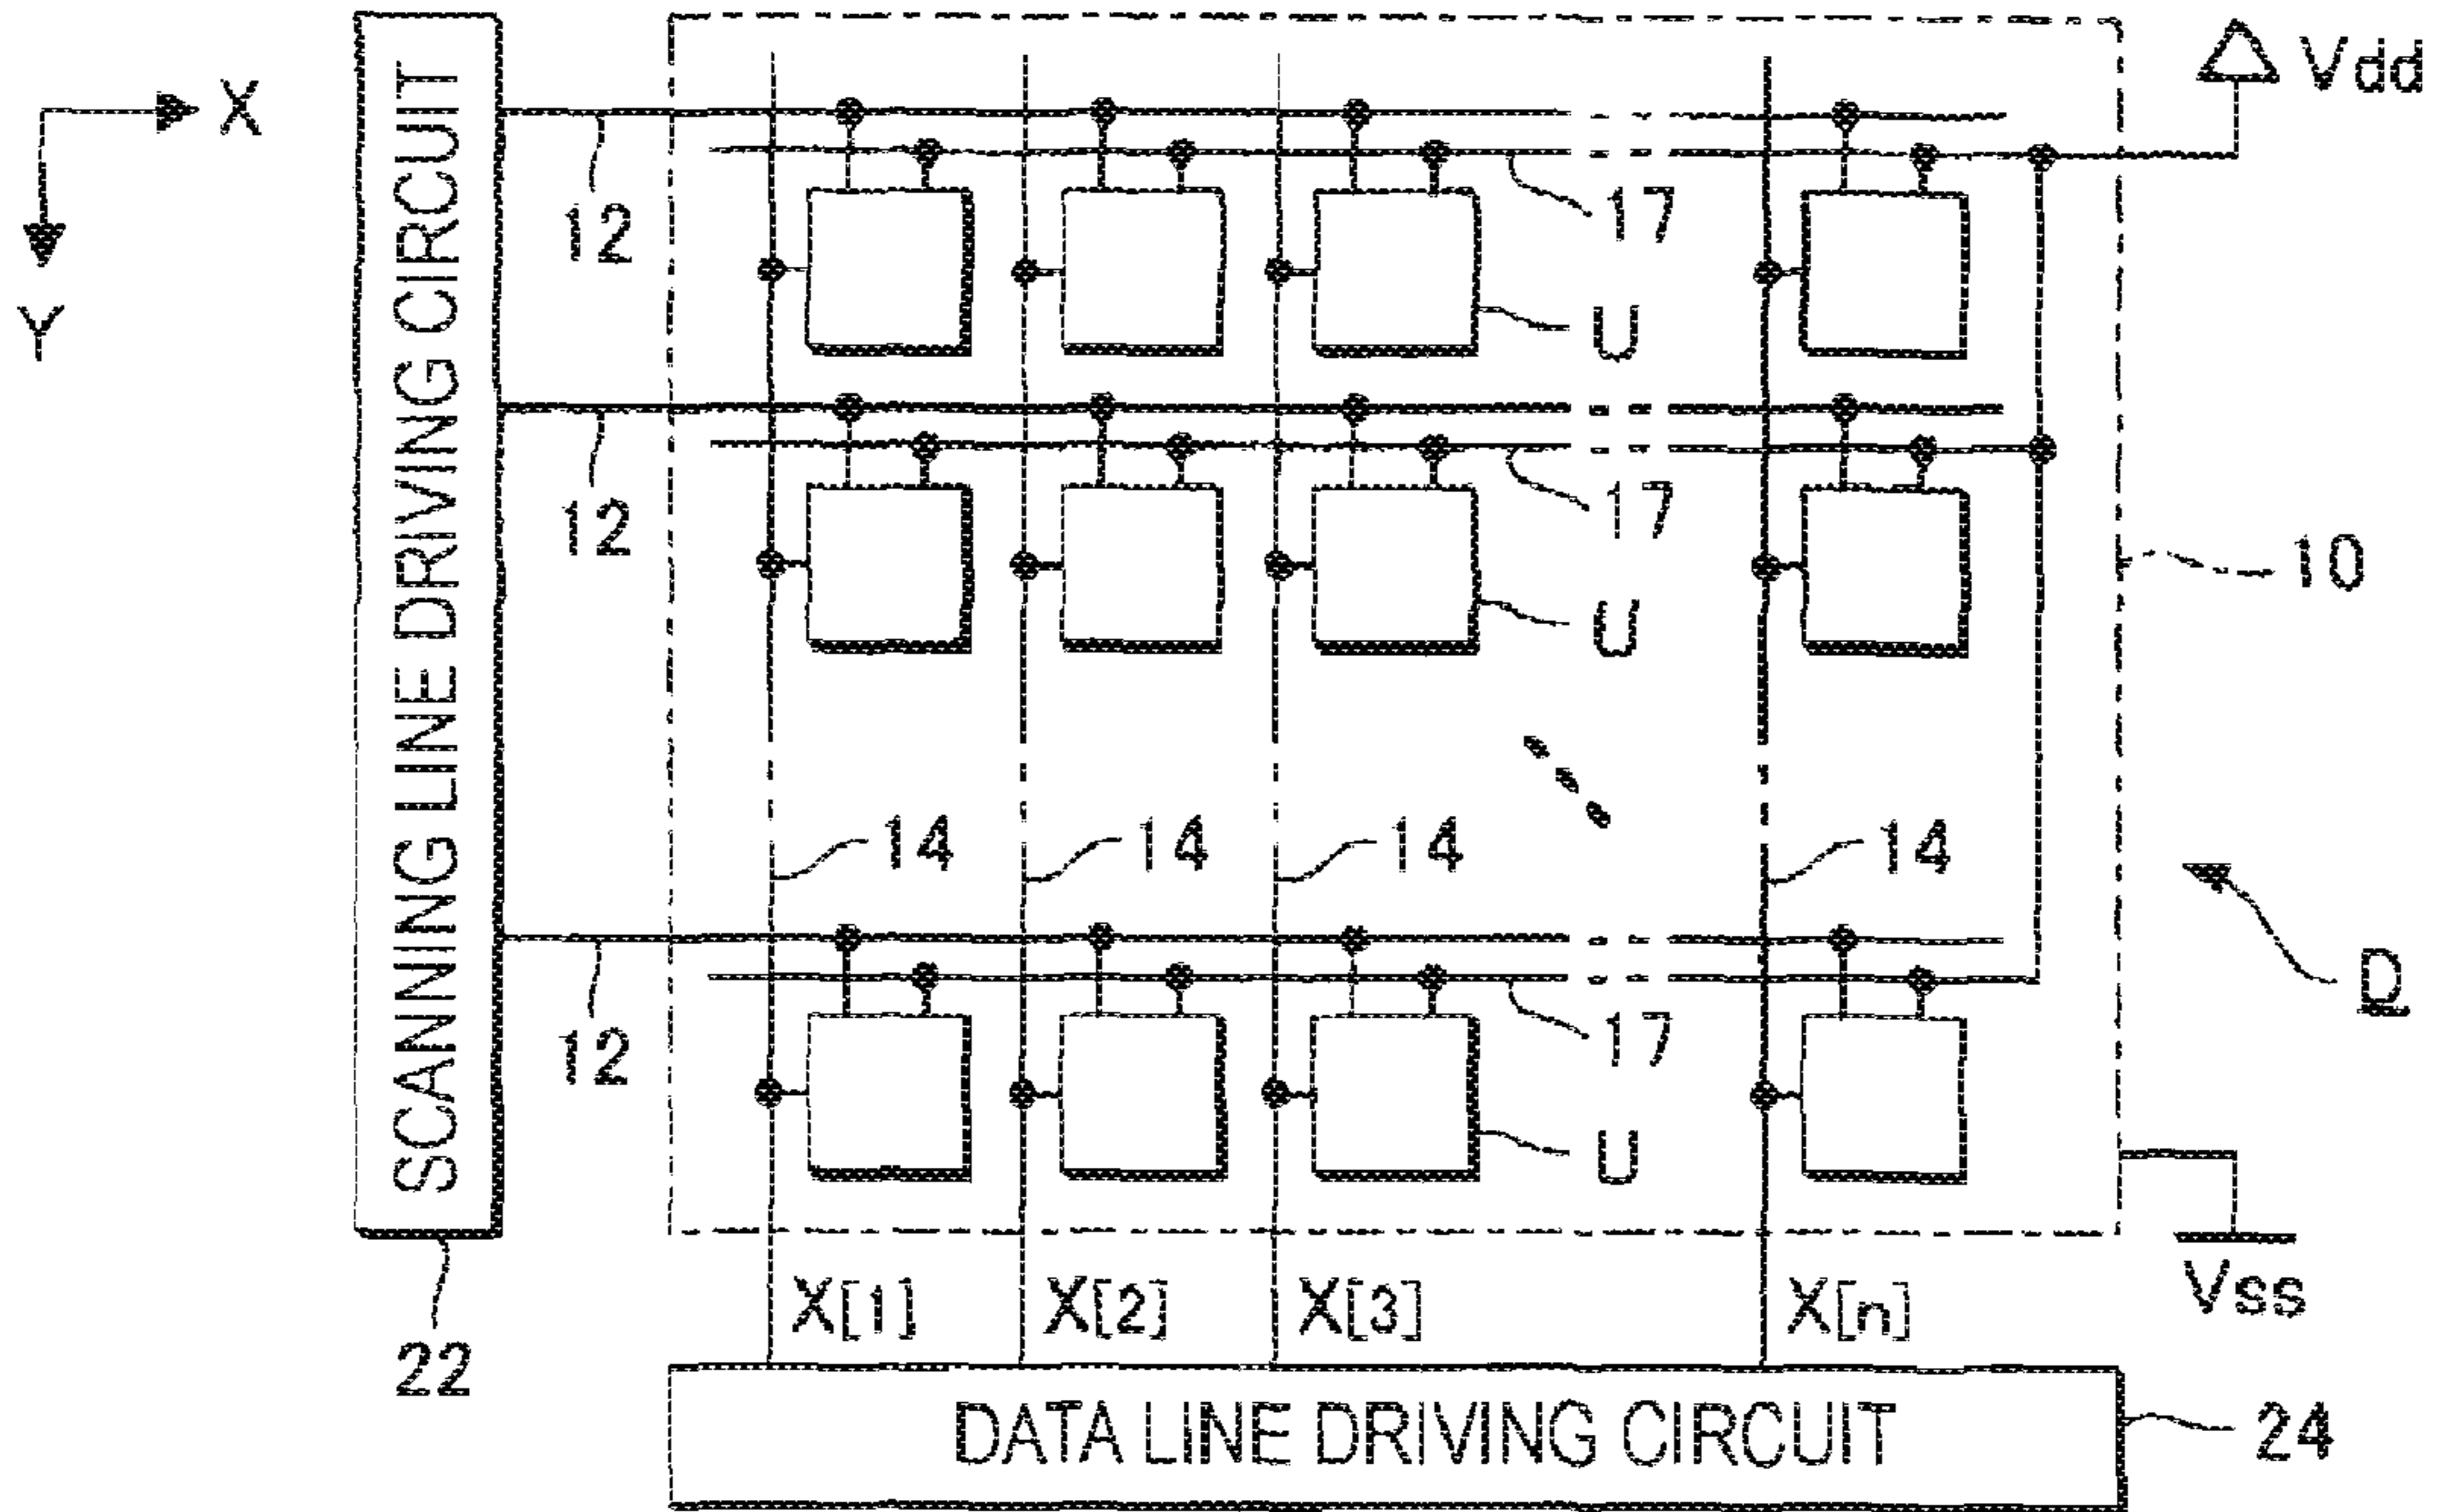 Vdd
X
Y
12
17
U
12
17
U
10
14
14
14
14
D
12
17
U
Vss
X[1]
X[2]
X[3]
X[n]
SCANNING LINE DRIVING CIRCUIT
22
DATA LINE DRIVING CIRCUIT
24